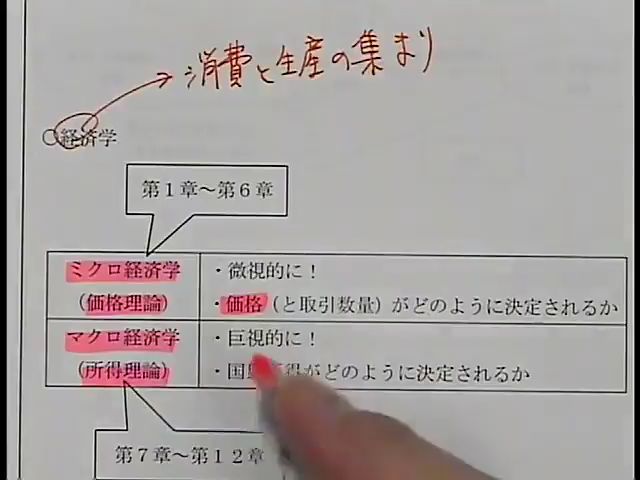 消費と生産の集まり
○経済学
第1章～第6章
ミクロ経済学
(価格理論)
・微視的に！
・価格（と取引数量）がどのように決定されるか
マクロ経済学
(所得理論)
・巨視的に！
・国 得がどのように決定されるか
第7章～第12章